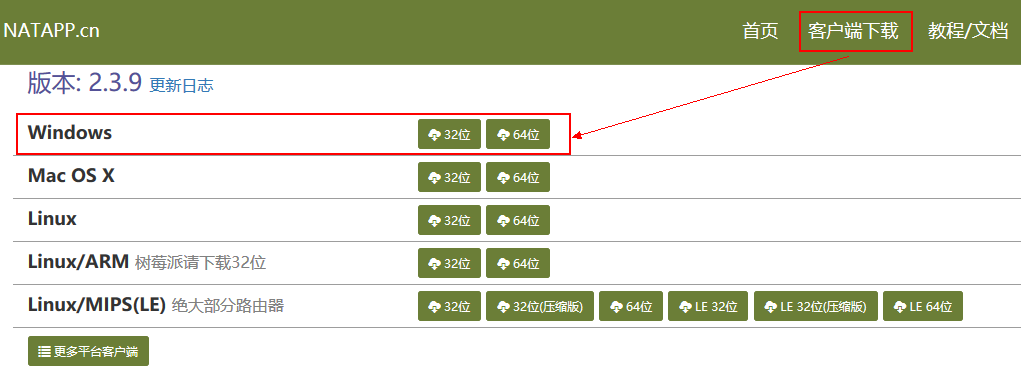 NATAPP.cn 首页 客户端下载 教程/文档
版本: 2.3.9 更新日志
Windows 32位 64位
Mac OS X 32位 64位
Linux 32位 64位
Linux/ARM 树莓派请下载32位 32位 64位
Linux/MIPS(LE) 绝大部分路由器 32位 32位(压缩版) 64位 LE 32位 LE 32位(压缩版) LE 64位
更多平台客户端